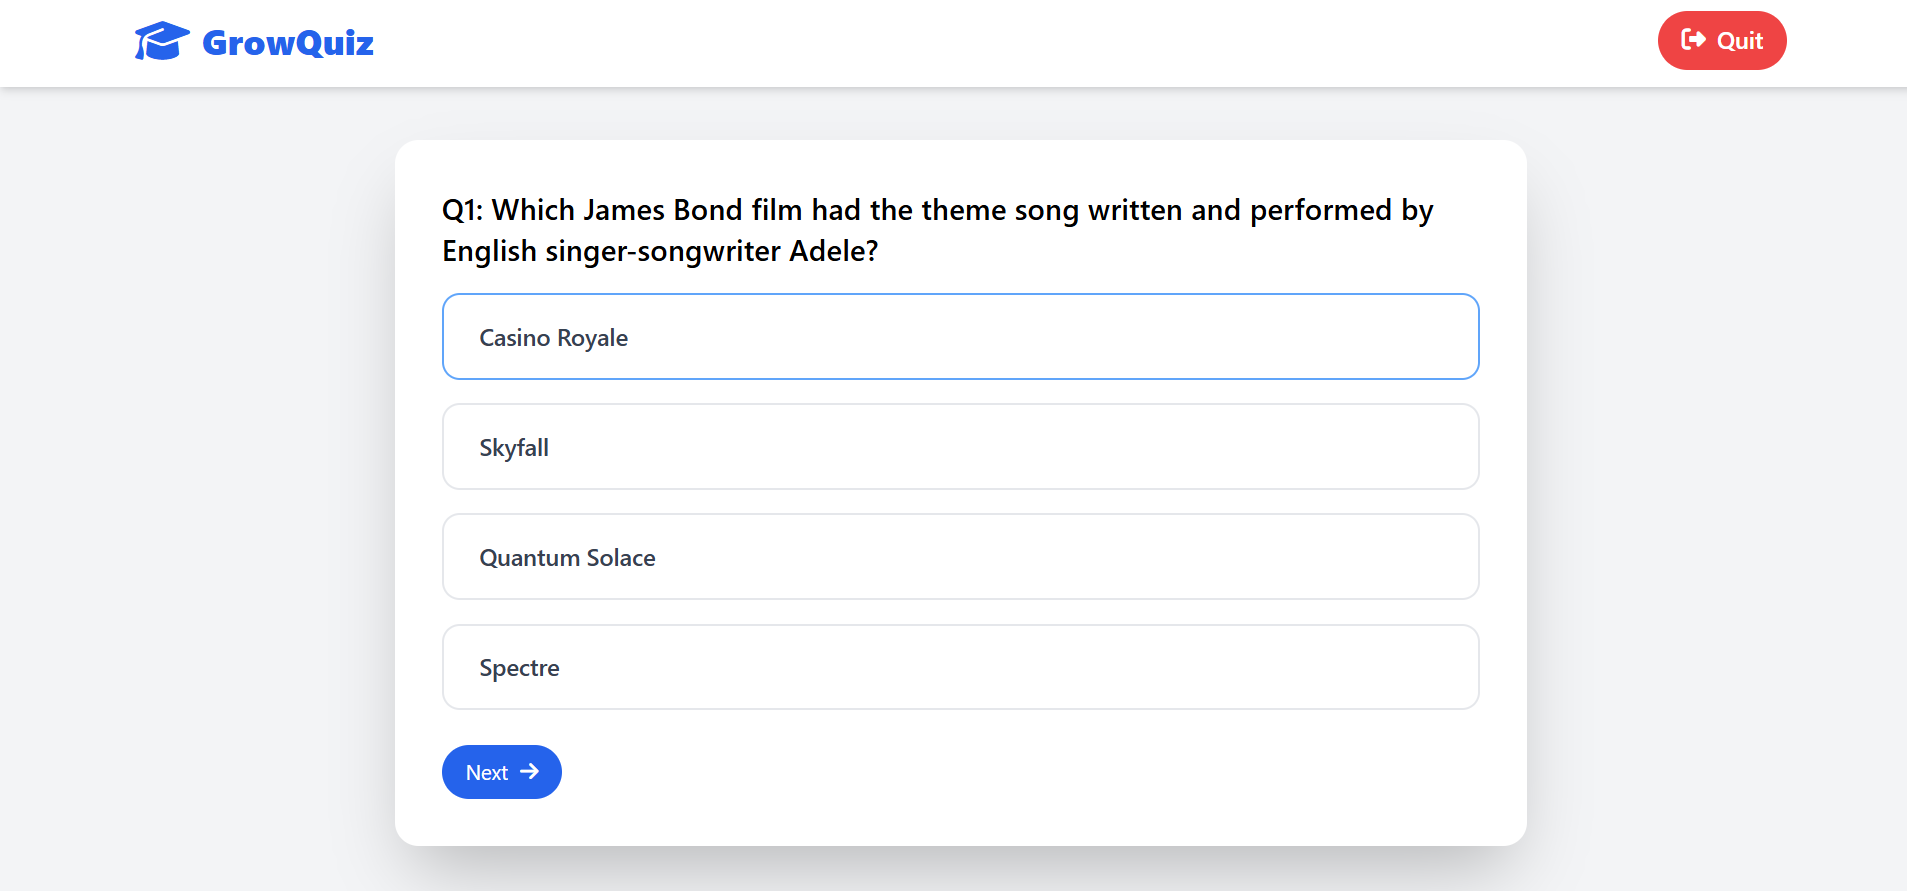 GrowQuiz
Quit
Q1: Which James Bond film had the theme song written and performed by
English singer-songwriter Adele?
Casino Royale
Skyfall
Quantum Solace
Spectre
Next